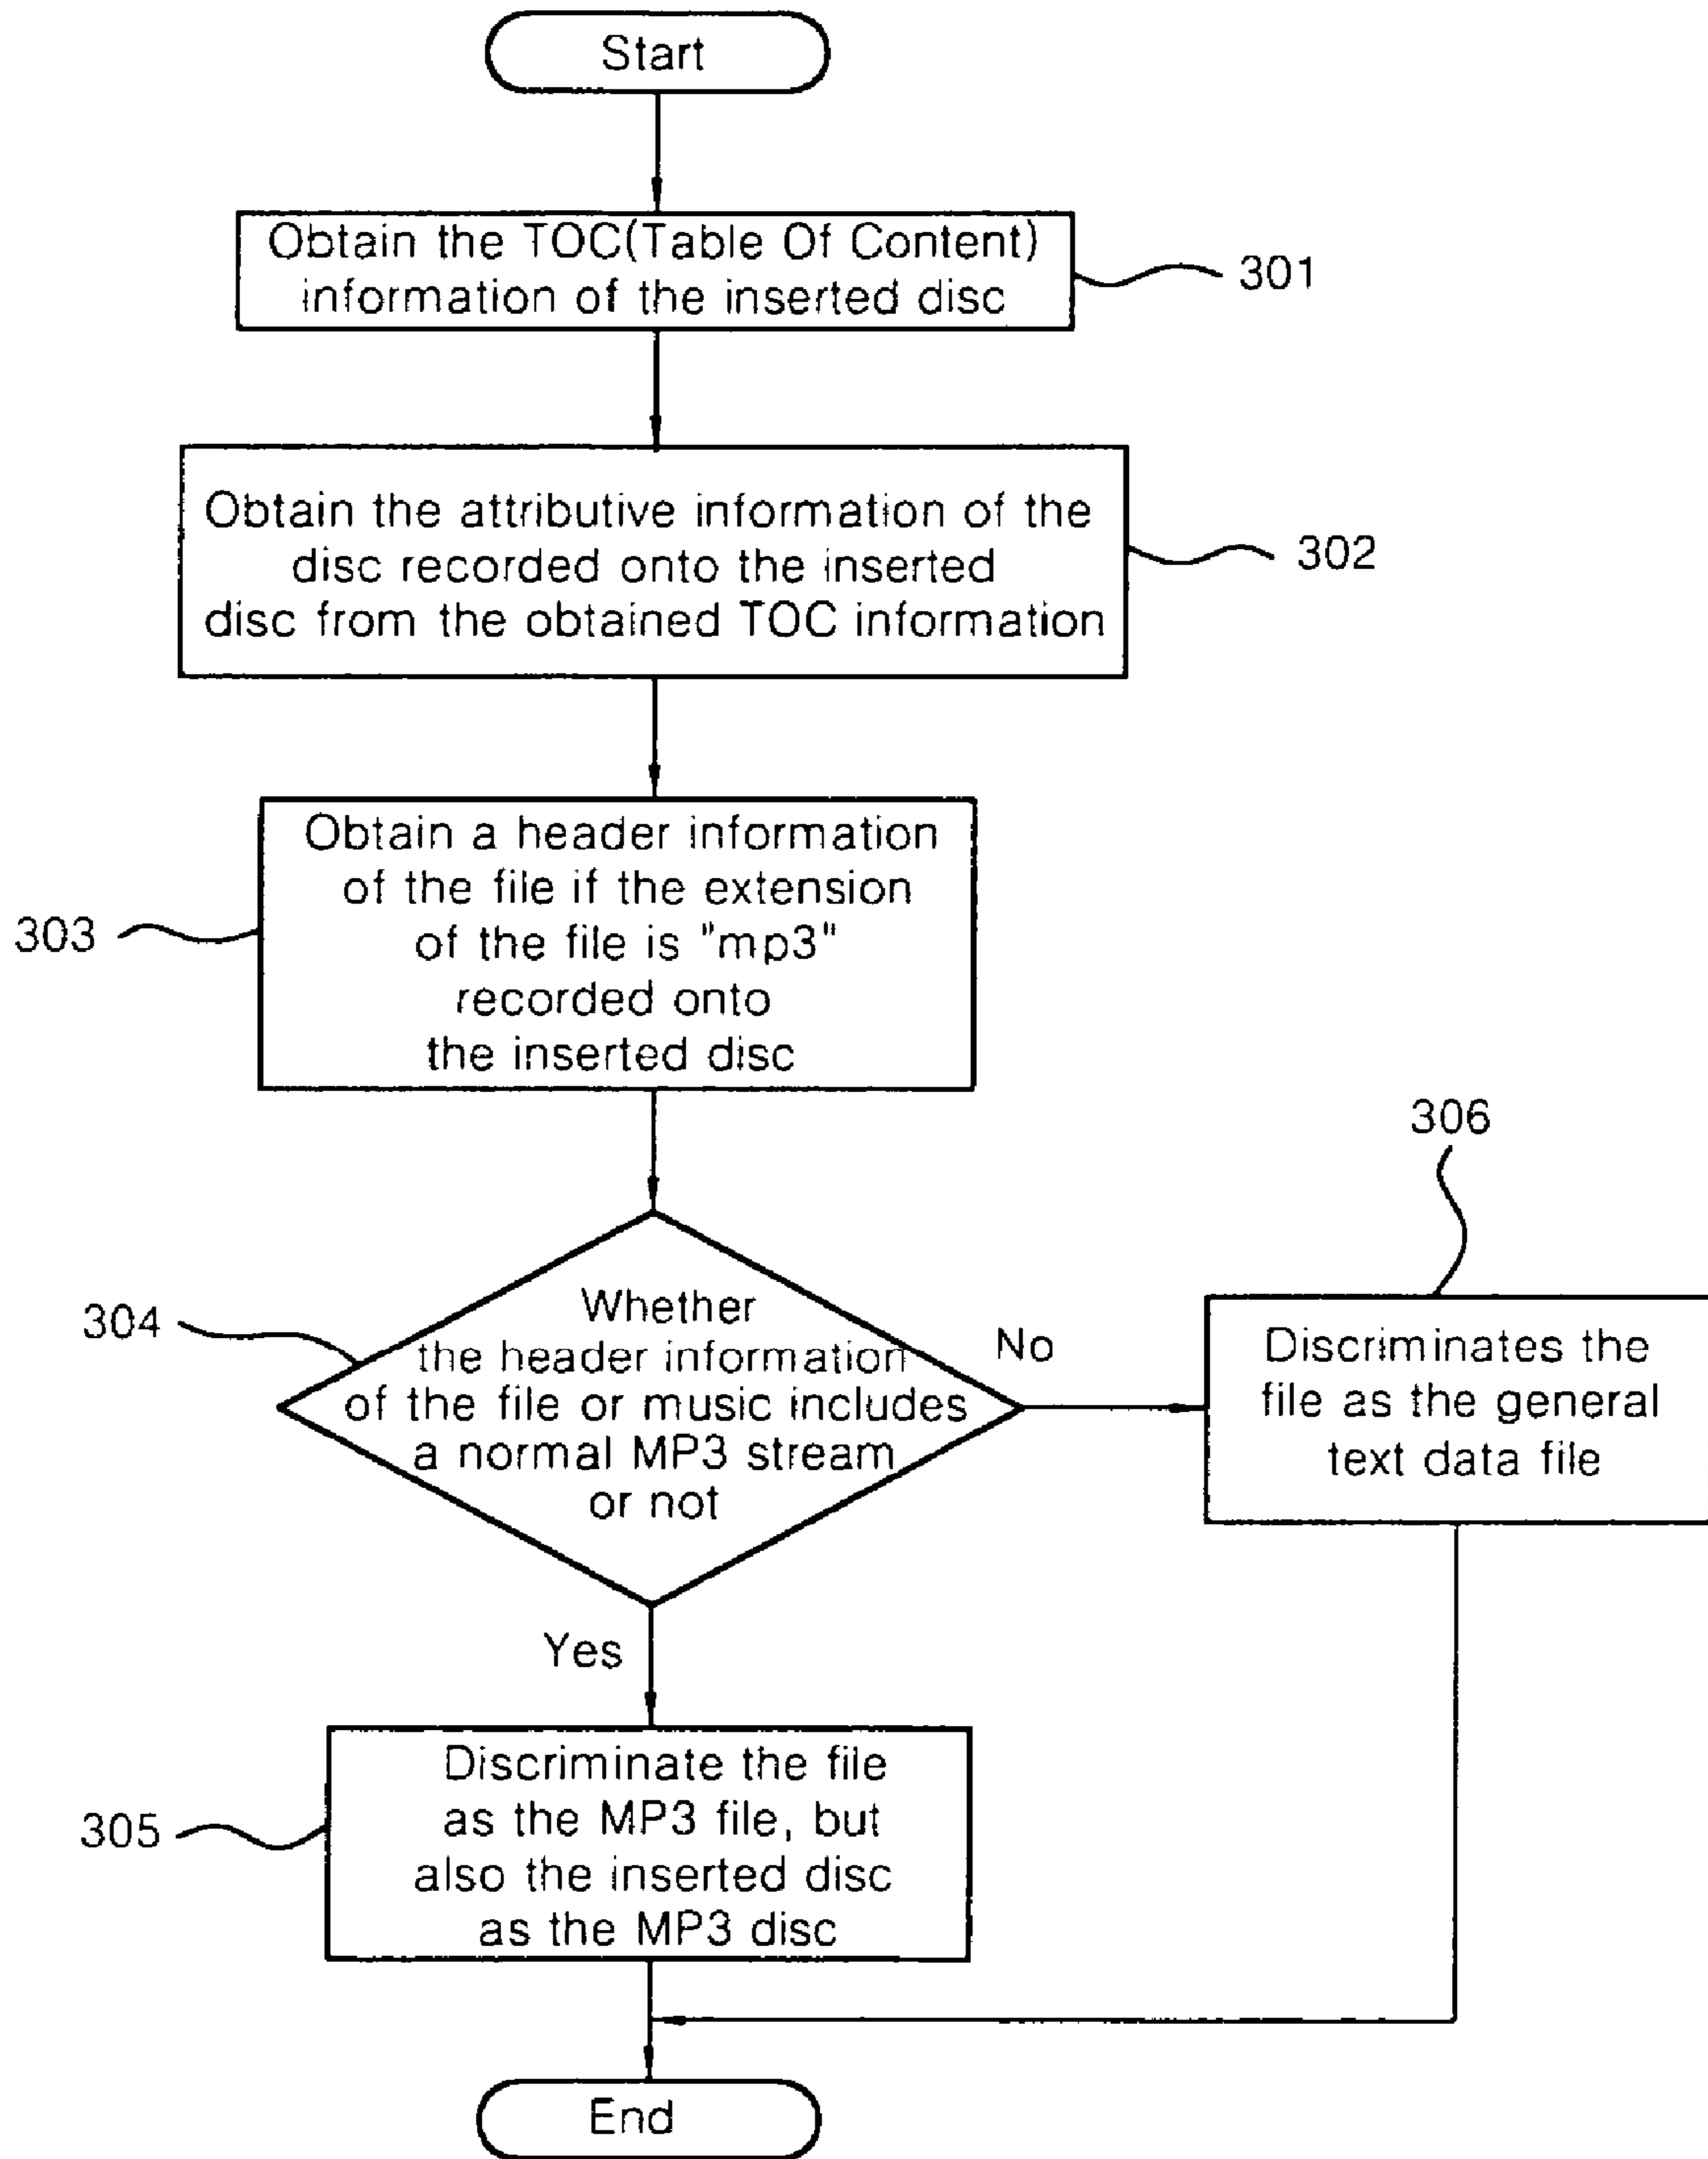 Start
Obtain the TOC(Table Of Content)
information of the inserted disc
301
Obtain the attributive information of the
disc recorded onto the inserted
disc from the obtained TOC information
302
Obtain a header information
of the file if the extension
of the file is "mp3"
recorded onto
the inserted disc
303
Whether
the header information
of the file or music includes
a normal MP3 stream
or not
304
No
306
Discriminates the
file as the general
text data file
Yes
Discriminate the file
as the MP3 file, but
also the inserted disc
as the MP3 disc
305
End